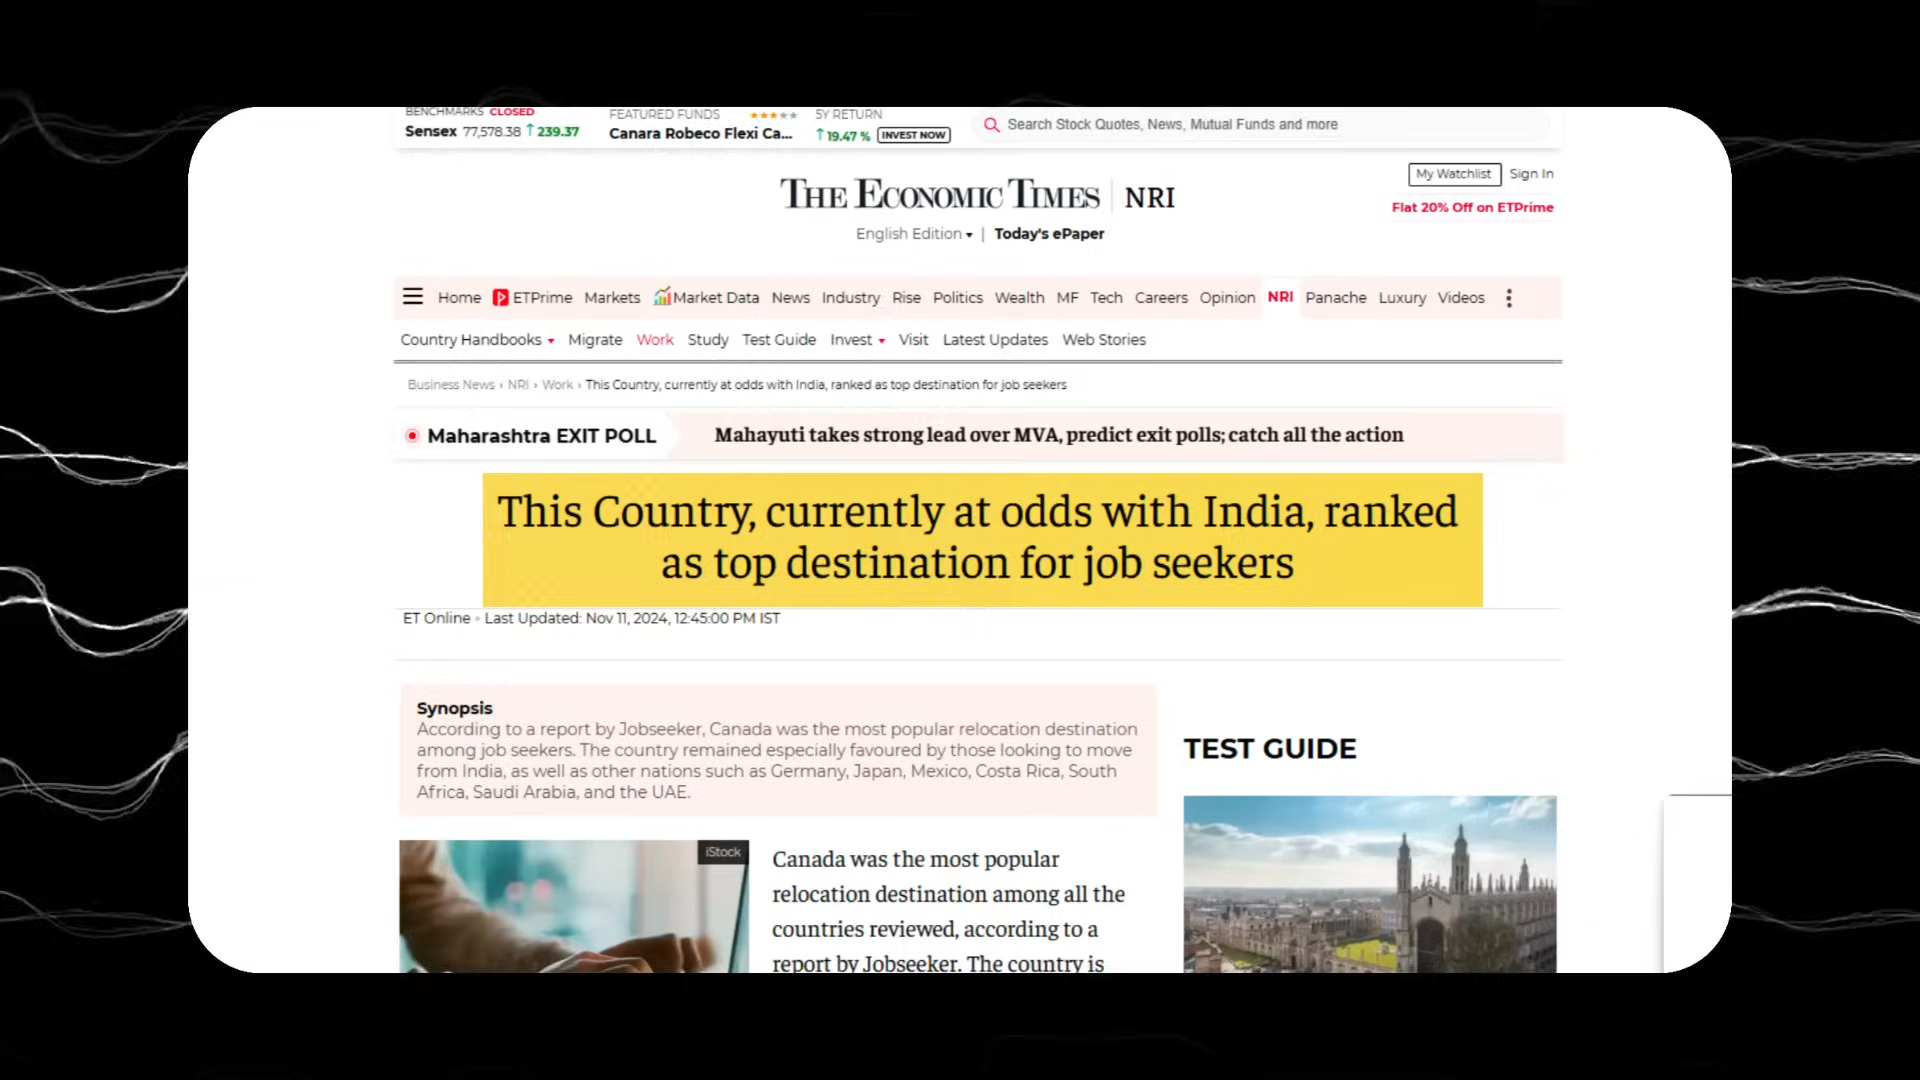 BENCHMARKS CLOSED
Sensex 77,578.38 ↑ 239.37
FEATURED FUNDS ★★★★★
Canara Robeco Flexi Ca...
5Y RETURN
↑ 19.47 % INVEST NOW
Search Stock Quotes, News, Mutual Funds and more
THE ECONOMIC TIMES | NRI
English Edition ▾ | Today's ePaper
My Watchlist Sign In
Flat 20% Off on ETPrime
Home ETPrime Markets Market Data News Industry Rise Politics Wealth MF Tech Careers Opinion NRI Panache Luxury Videos
Country Handbooks ▾ Migrate Work Study Test Guide Invest ▾ Visit Latest Updates Web Stories
Business News › NRI › Work › This Country, currently at odds with India, ranked as top destination for job seekers
Maharashtra EXIT POLL Mahayuti takes strong lead over MVA, predict exit polls; catch all the action
This Country, currently at odds with India, ranked
as top destination for job seekers
ET Online • Last Updated: Nov 11, 2024, 12:45:00 PM IST
Synopsis
According to a report by Jobseeker, Canada was the most popular relocation destination
among job seekers. The country remained especially favoured by those looking to move
from India, as well as other nations such as Germany, Japan, Mexico, Costa Rica, South
Africa, Saudi Arabia, and the UAE.
TEST GUIDE
iStock
Canada was the most popular
relocation destination among all the
countries reviewed, according to a
report by Jobseeker. The country is